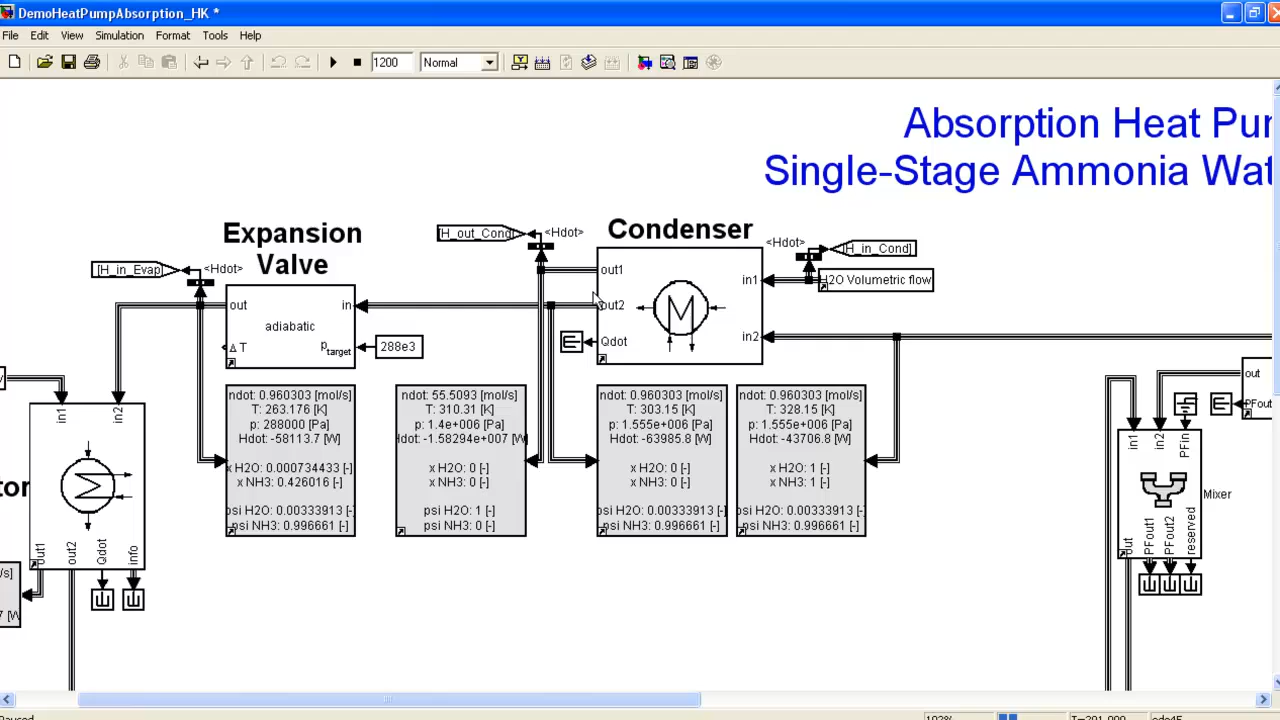 DemoHeatPumpAbsorption_HK *
File Edit View Simulation Format Tools Help
1200 Normal
Absorption Heat Pu
Single-Stage Ammonia Wat
Expansion
Valve
Condenser
[H_out_Cond]
<Hdot>
<Hdot>
[H_in_Cond]
[H_in_Evap]
<Hdot>
out1
in1
H2O Volumetric flow
out
in
out2
adiabatic
ΔT
p target
288e3
Qdot
in2
in1
in2
out1
out2
Qdot
info
ndot: 0.960303 [mol/s]
T: 263.176 [K]
p: 288000 [Pa]
Hdot: -58113.7 [W]
x H2O: 0.000734433 [-]
x NH3: 0.426016 [-]
psi H2O: 0.00333913 [-]
psi NH3: 0.996661 [-]
ndot: 55.5093 [mol/s]
T: 310.31 [K]
p: 1.4e+006 [Pa]
Hdot: -1.58294e+007 [W]
x H2O: 0 [-]
x NH3: 0 [-]
psi H2O: 1 [-]
psi NH3: 0 [-]
ndot: 0.960303 [mol/s]
T: 303.15 [K]
p: 1.555e+006 [Pa]
Hdot: -63985.8 [W]
x H2O: 0 [-]
x NH3: 0 [-]
psi H2O: 0.00333913 [-]
psi NH3: 0.996661 [-]
ndot: 0.960303 [mol/s]
T: 328.15 [K]
p: 1.555e+006 [Pa]
Hdot: -43706.8 [W]
x H2O: 1 [-]
x NH3: 1 [-]
psi H2O: 0.00333913 [-]
psi NH3: 0.996661 [-]
out
PFout
in1
in2
PFin
Mixer
out
PFout1
PFout2
reserved
tor
/s]
7 [W